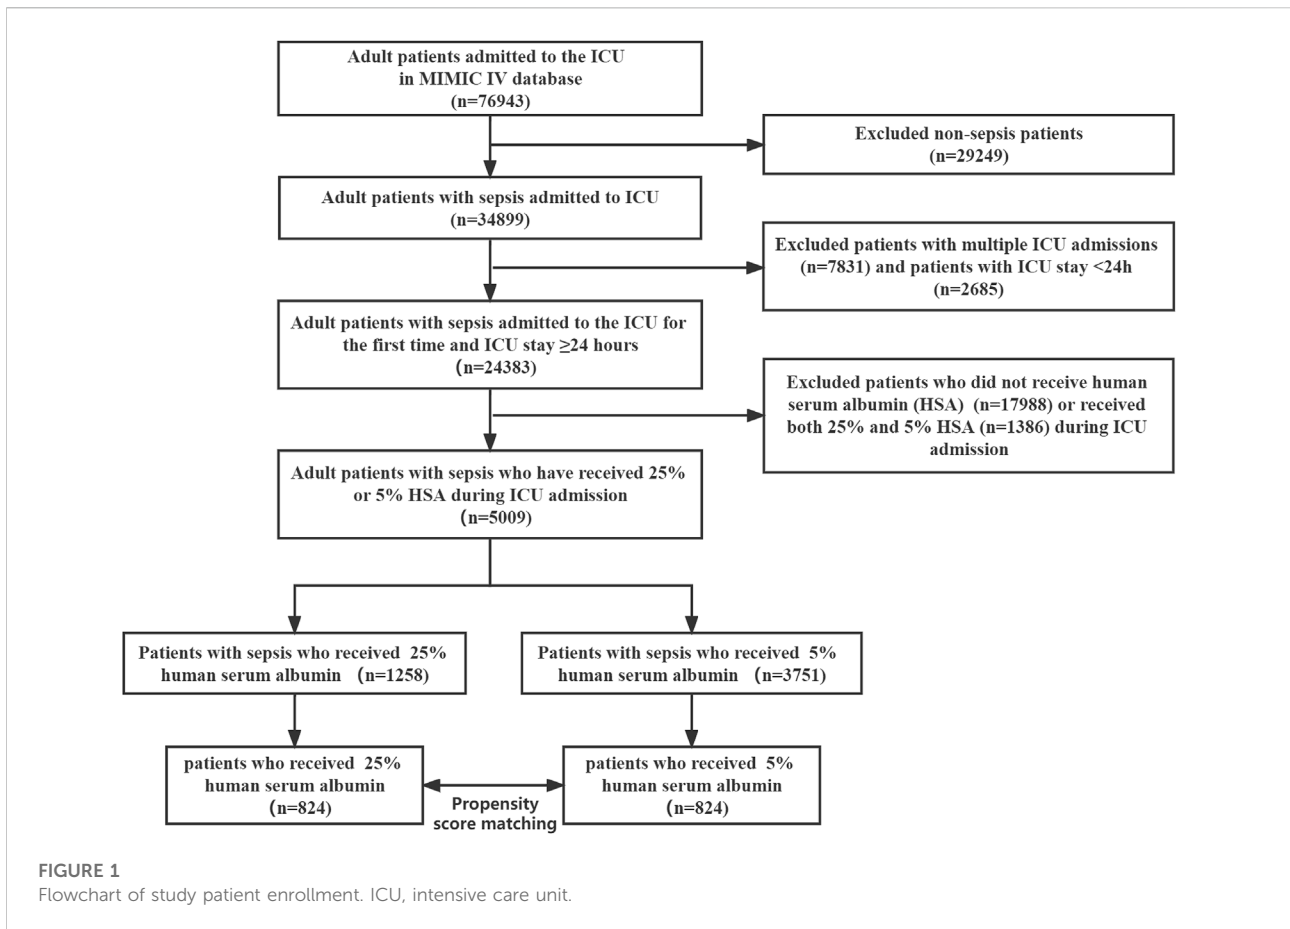 Adult patients admitted to the ICU
in MIMIC IV database
(n=76943)
Excluded non-sepsis patients
(n=29249)
Adult patients with sepsis admitted to ICU
(n=34899)
Excluded patients with multiple ICU admissions
(n=7831) and patients with ICU stay <24h
(n=2685)
Adult patients with sepsis admitted to the ICU for
the first time and ICU stay ≥24 hours
(n=24383)
Excluded patients who did not receive human
serum albumin (HSA) (n=17988) or received
both 25% and 5% HSA (n=1386) during ICU
admission
Adult patients with sepsis who have received 25%
or 5% HSA during ICU admission
(n=5009)
Patients with sepsis who received 25%
human serum albumin (n=1258)
Patients with sepsis who received 5%
human serum albumin (n=3751)
patients who received 25%
human serum albumin
(n=824)
patients who received 5%
human serum albumin
(n=824)
Propensity
score matching
FIGURE 1
Flowchart of study patient enrollment. ICU, intensive care unit.